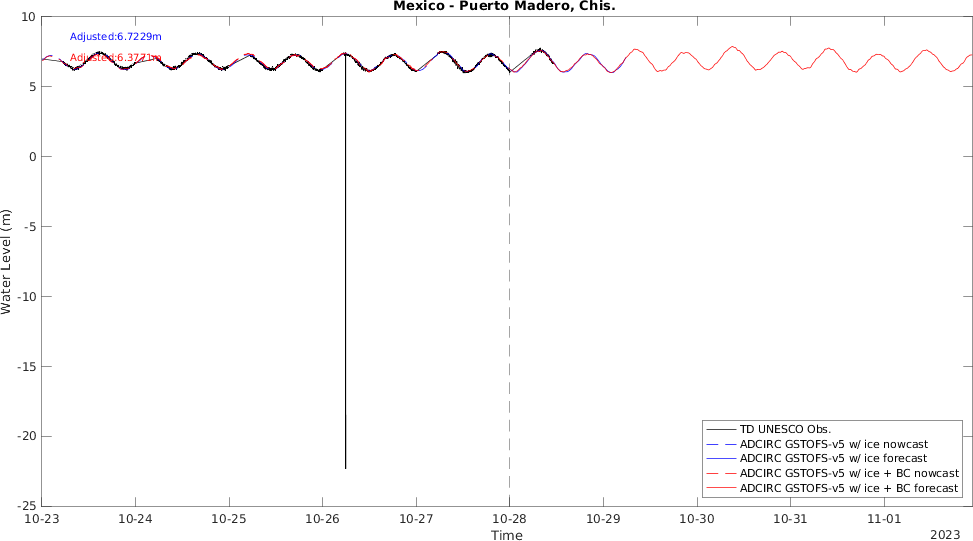 Mexico - Puerto Madero, Chis.
Adjusted:6.7229m
Adjusted:6.3771m
Water Level (m)
10
5
0
-5
-10
-15
-20
-25
10-23 10-24 10-25 10-26 10-27 10-28 10-29 10-30 10-31 11-01
Time
2023
TD UNESCO Obs.
ADCIRC GSTOFS-v5 w/ ice nowcast
ADCIRC GSTOFS-v5 w/ ice forecast
ADCIRC GSTOFS-v5 w/ ice + BC nowcast
ADCIRC GSTOFS-v5 w/ ice + BC forecast